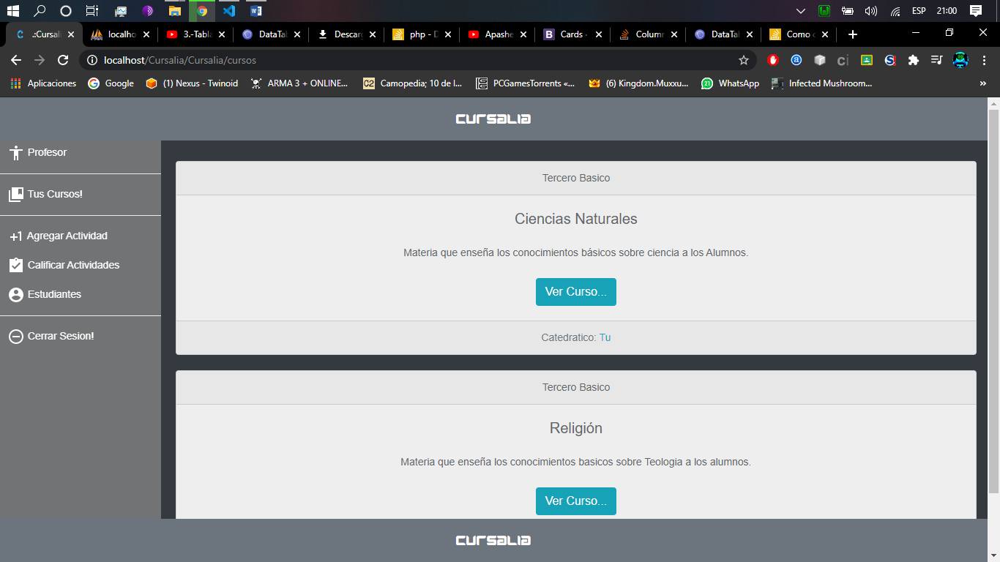 ESP 21:00
.:Cursali localho 3.-Tabla DataTal Descar php - D Apashe Cards - Column DataTal Como
localhost/Cursalia/Cursalia/cursos
Aplicaciones Google (1) Nexus - Twinoid ARMA 3 + ONLINE... Camopedia; 10 de l... PCGamesTorrents «... (6) Kingdom.Muxxu... WhatsApp Infected Mushroom... »
CURSALIA
Profesor
Tus Cursos!
+1 Agregar Actividad
Calificar Actividades
Estudiantes
Cerrar Sesion!
Tercero Basico
Ciencias Naturales
Materia que enseña los conocimientos básicos sobre ciencia a los Alumnos.
Ver Curso...
Catedratico: Tu
Tercero Basico
Religión
Materia que enseña los conocimientos basicos sobre Teologia a los alumnos.
Ver Curso...
CURSALIA